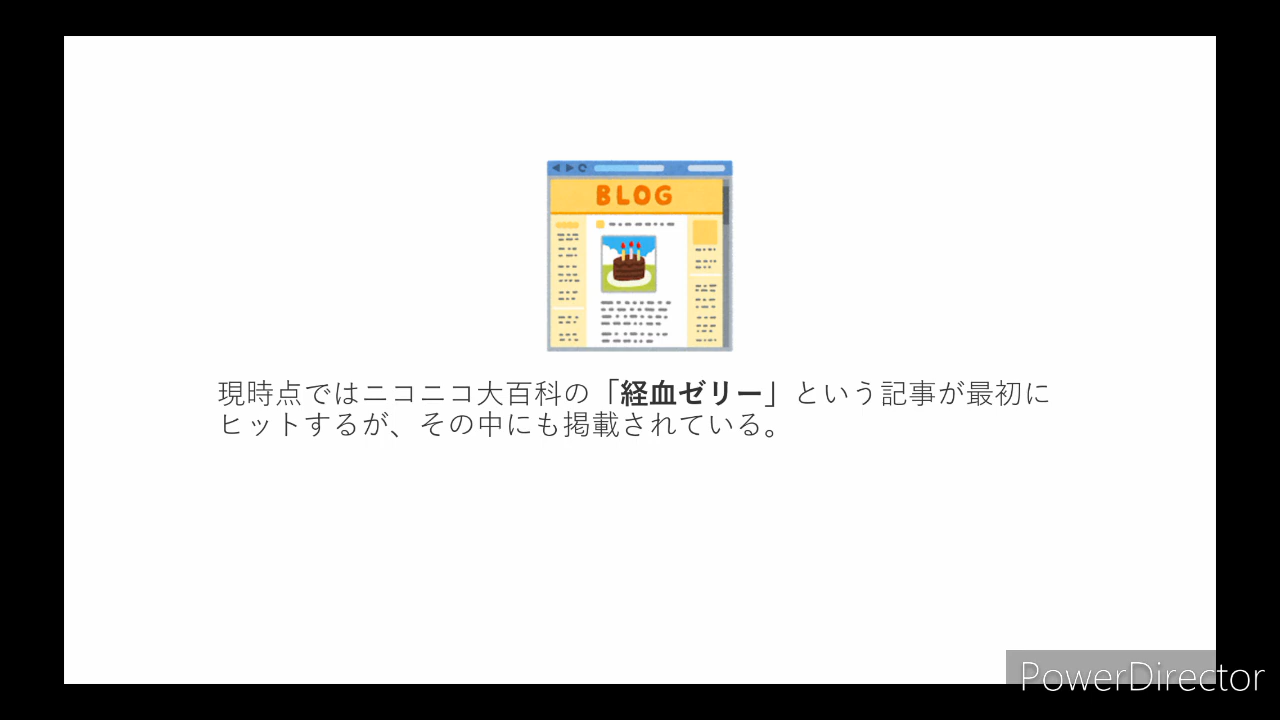 BLOG
現時点ではニコニコ大百科の「経血ゼリー」という記事が最初に
ヒットするが、その中にも掲載されている。
PowerDirector